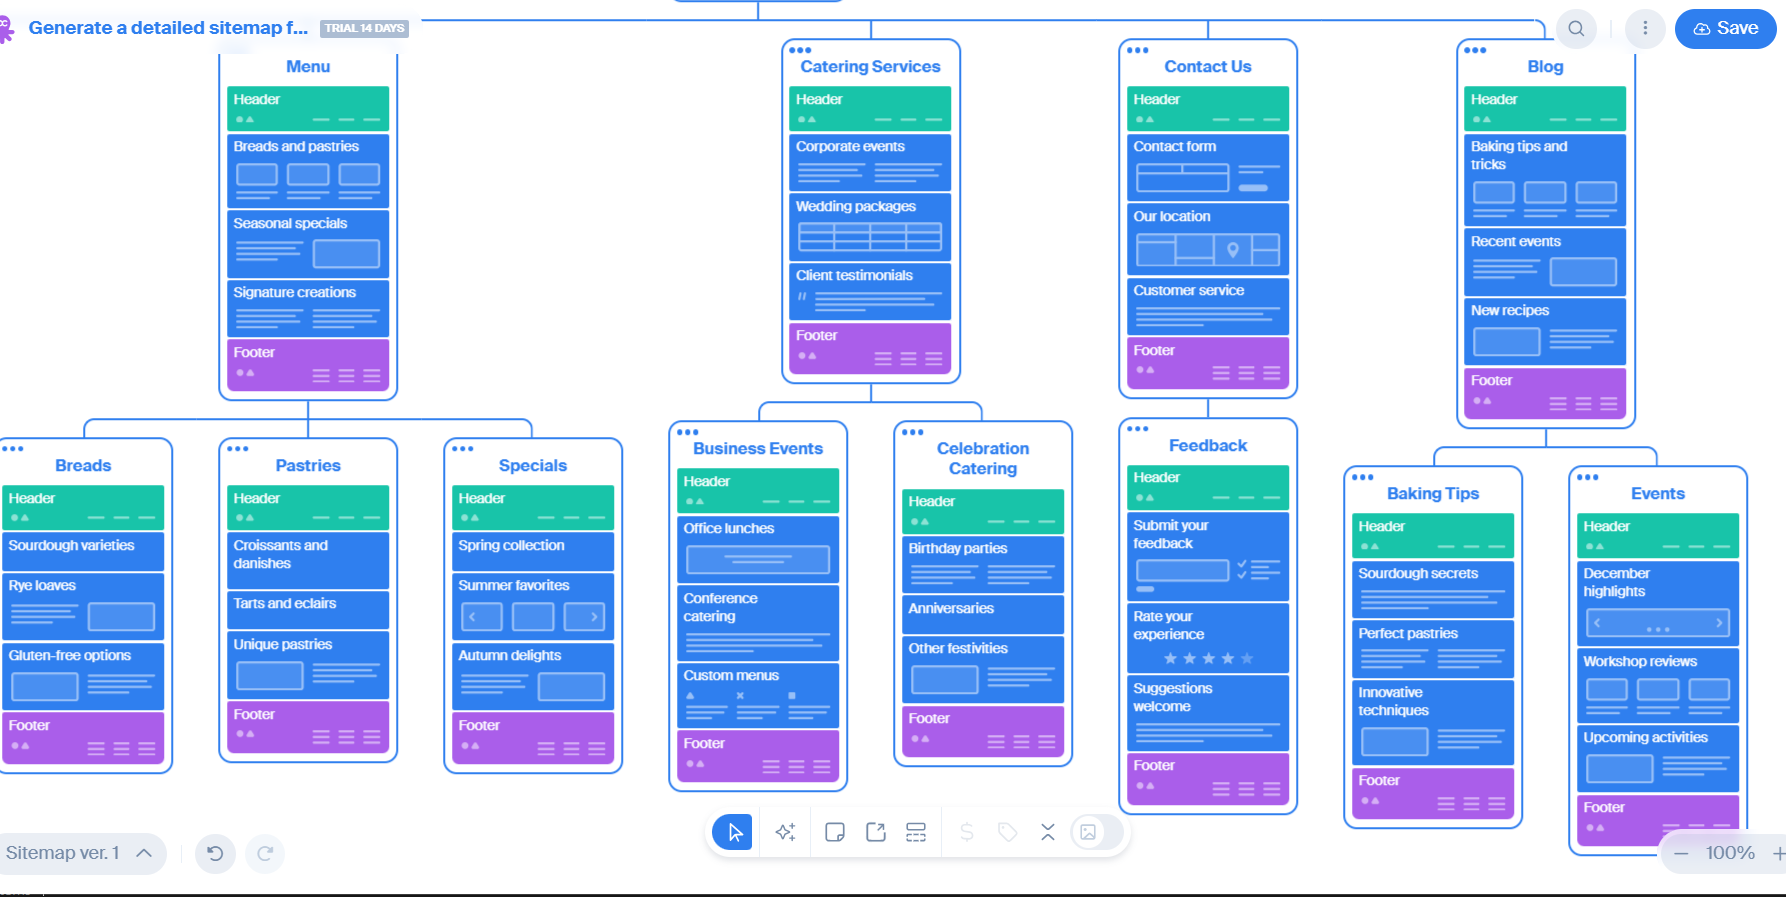 Generate a detailed sitemap f...
TRIAL 14 DAYS
Save
Menu
Header
Breads and pastries
Seasonal specials
Signature creations
Footer
Catering Services
Header
Corporate events
Wedding packages
Client testimonials
Footer
Contact Us
Header
Contact form
Our location
Customer service
Footer
Blog
Header
Baking tips and
tricks
Recent events
New recipes
Footer
Breads
Header
Sourdough varieties
Rye loaves
Gluten-free options
Footer
Pastries
Header
Croissants and
danishes
Tarts and eclairs
Unique pastries
Footer
Specials
Header
Spring collection
Summer favorites
Autumn delights
Footer
Business Events
Header
Office lunches
Conference
catering
Custom menus
Footer
Celebration
Catering
Header
Birthday parties
Anniversaries
Other festivities
Footer
Feedback
Header
Submit your
feedback
Rate your
experience
Suggestions
welcome
Footer
Baking Tips
Header
Sourdough secrets
Perfect pastries
Innovative
techniques
Footer
Events
Header
December
highlights
Workshop reviews
Upcoming activities
Footer
Sitemap ver. 1
100%